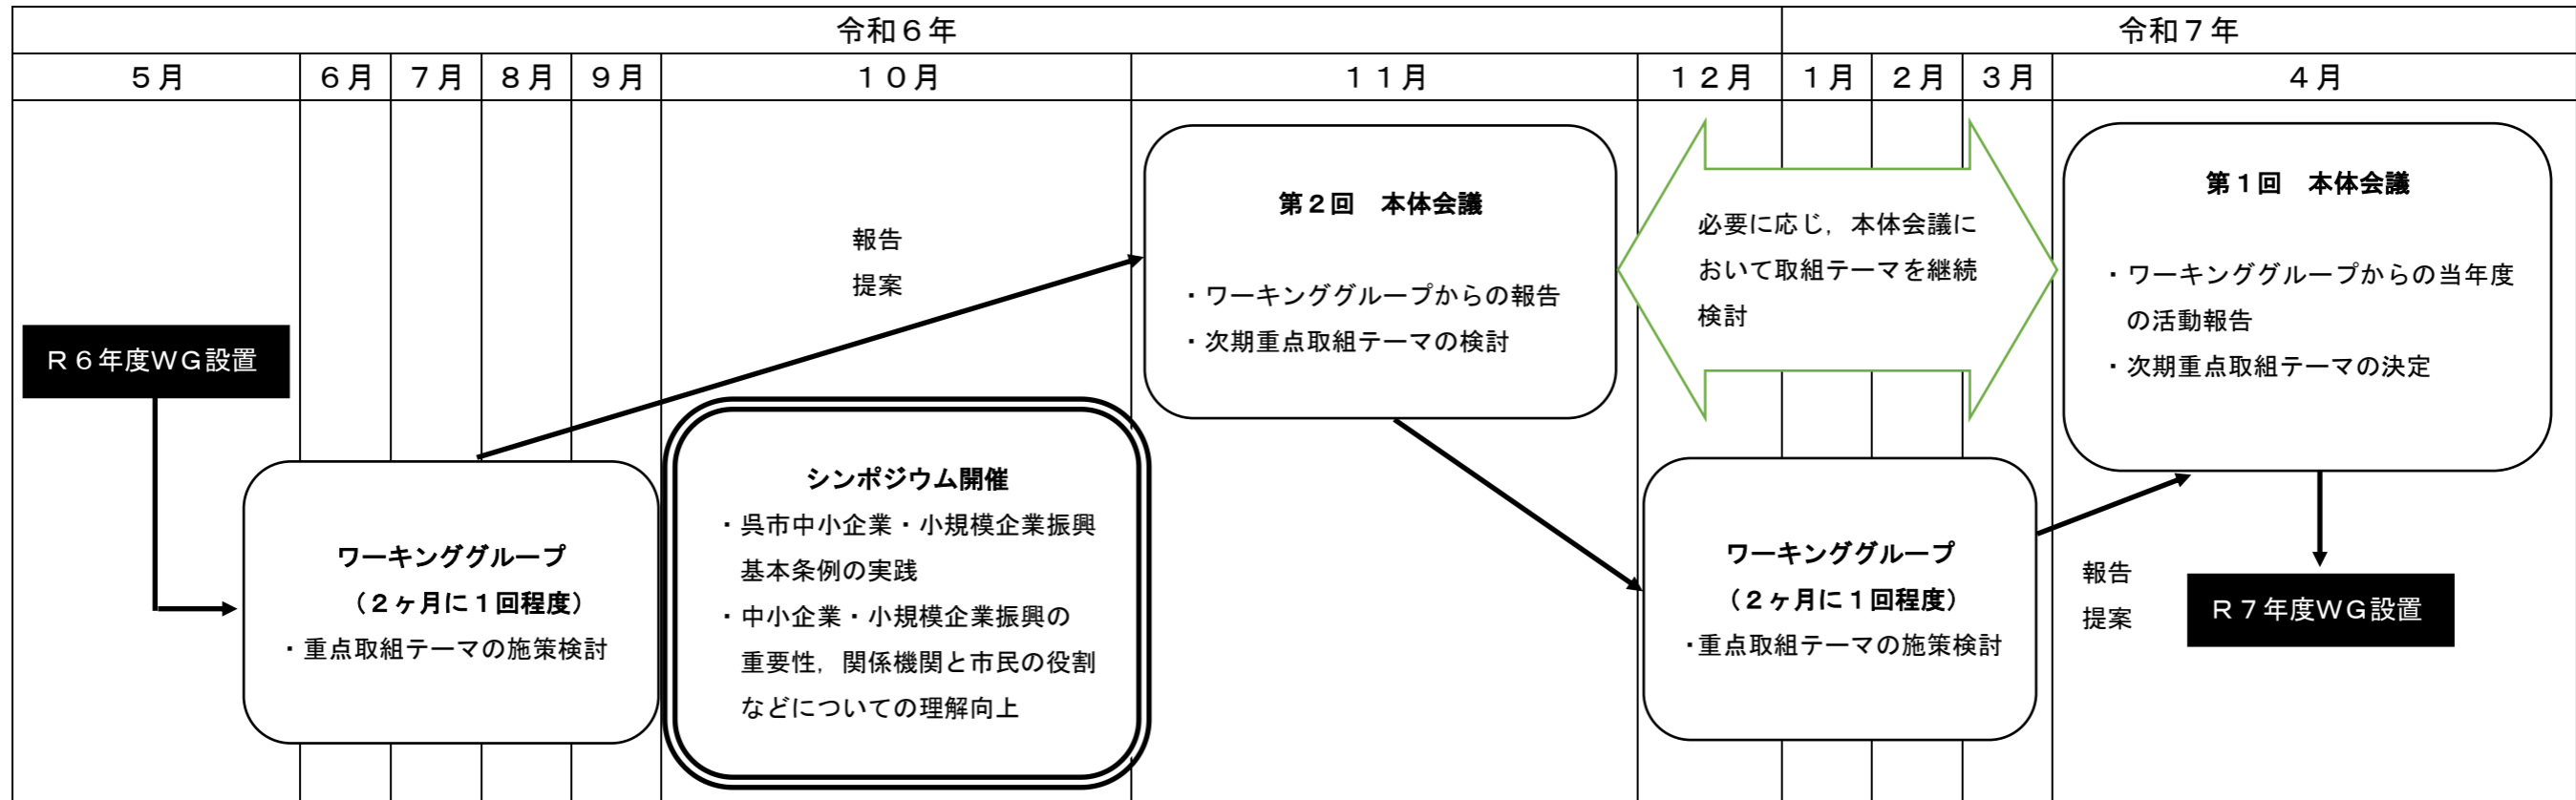 令和６年
令和７年
５月
６月
７月
８月
９月
１０月
１１月
１２月
１月
２月
３月
４月
Ｒ６年度ＷＧ設置
ワーキンググループ
（２ヶ月に１回程度）
・重点取組テーマの施策検討
報告
提案
シンポジウム開催
・呉市中小企業・小規模企業振興
基本条例の実践
・中小企業・小規模企業振興の
重要性，関係機関と市民の役割
などについての理解向上
第２回　本体会議
・ワーキンググループからの報告
・次期重点取組テーマの検討
必要に応じ，本体会議に
おいて取組テーマを継続
検討
ワーキンググループ
（２ヶ月に１回程度）
・重点取組テーマの施策検討
報告
提案
第１回　本体会議
・ワーキンググループからの当年度
の活動報告
・次期重点取組テーマの決定
Ｒ７年度ＷＧ設置